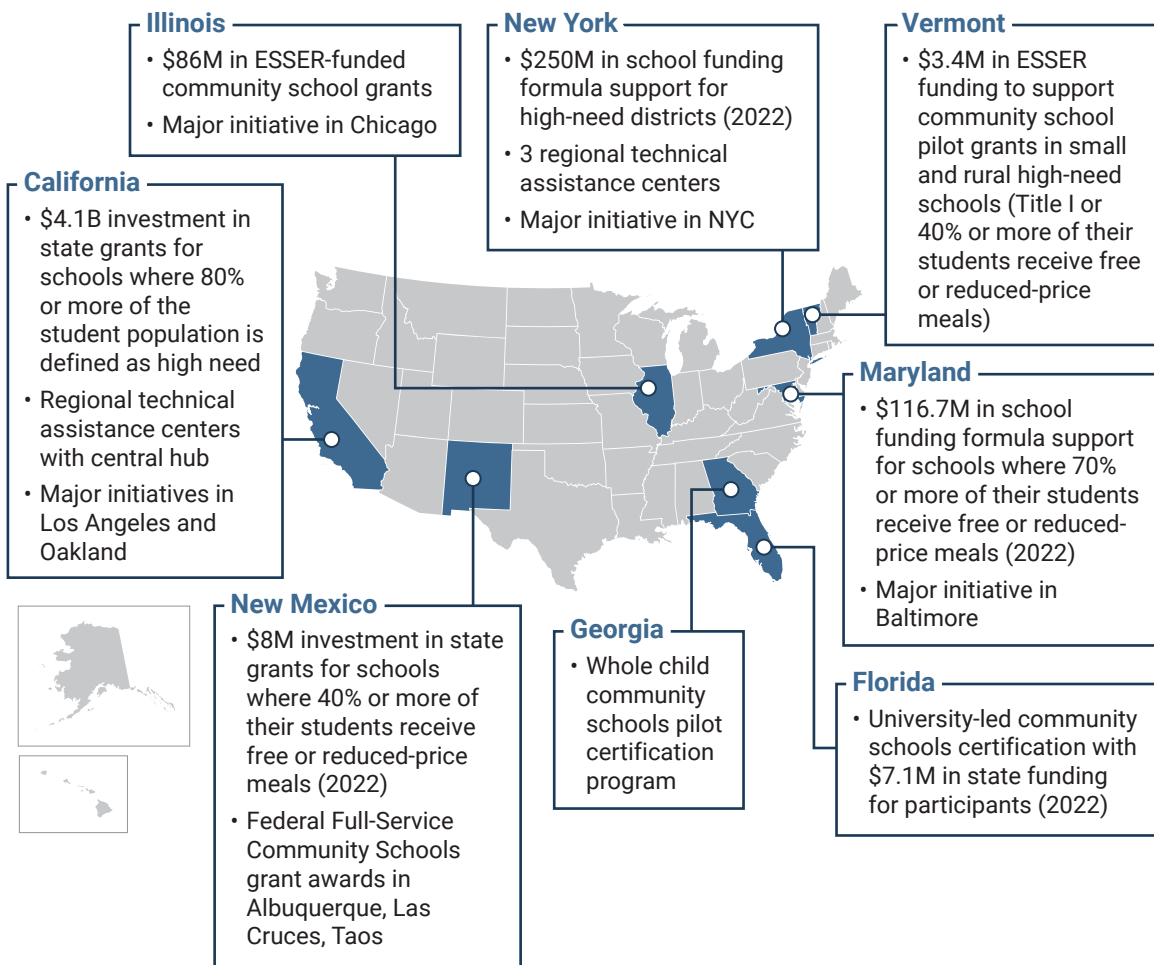 Illinois
• $86M in ESSER-funded
community school grants
• Major initiative in Chicago
New York
• $250M in school funding
formula support for
high-need districts (2022)
• 3 regional technical
assistance centers
• Major initiative in NYC
Vermont
• $3.4M in ESSER
funding to support
community school
pilot grants in small
and rural high-need
schools (Title I or
40% or more of their
students receive free
or reduced-price
meals)
California
• $4.1B investment in
state grants for
schools where 80%
or more of the
student population is
defined as high need
• Regional technical
assistance centers
with central hub
• Major initiatives in
Los Angeles and
Oakland
Maryland
• $116.7M in school
funding formula support
for schools where 70%
or more of their students
receive free or reduced-
price meals (2022)
• Major initiative in
Baltimore
New Mexico
• $8M investment in state
grants for schools
where 40% or more of
their students receive
free or reduced-price
meals (2022)
• Federal Full-Service
Community Schools
grant awards in
Albuquerque, Las
Cruces, Taos
Georgia
• Whole child
community
schools pilot
certification
program
Florida
• University-led community
schools certification with
$7.1M in state funding
for participants (2022)